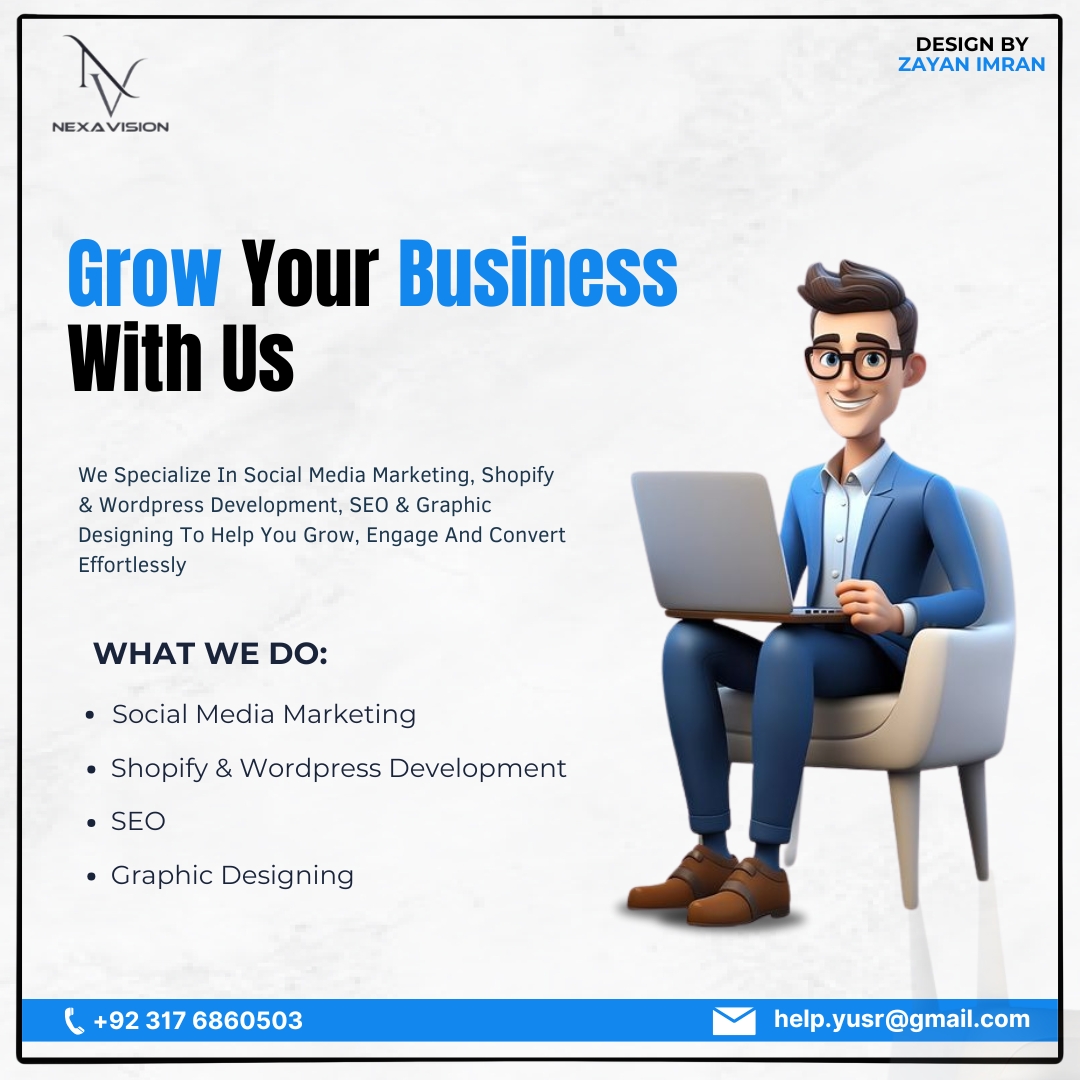 NEXAVISION
DESIGN BY
ZAYAN IMRAN
Grow Your Business
With Us
We Specialize In Social Media Marketing, Shopify
& Wordpress Development, SEO & Graphic
Designing To Help You Grow, Engage And Convert
Effortlessly
WHAT WE DO:
• Social Media Marketing
• Shopify & Wordpress Development
• SEO
• Graphic Designing
+92 317 6860503
help.yusr@gmail.com